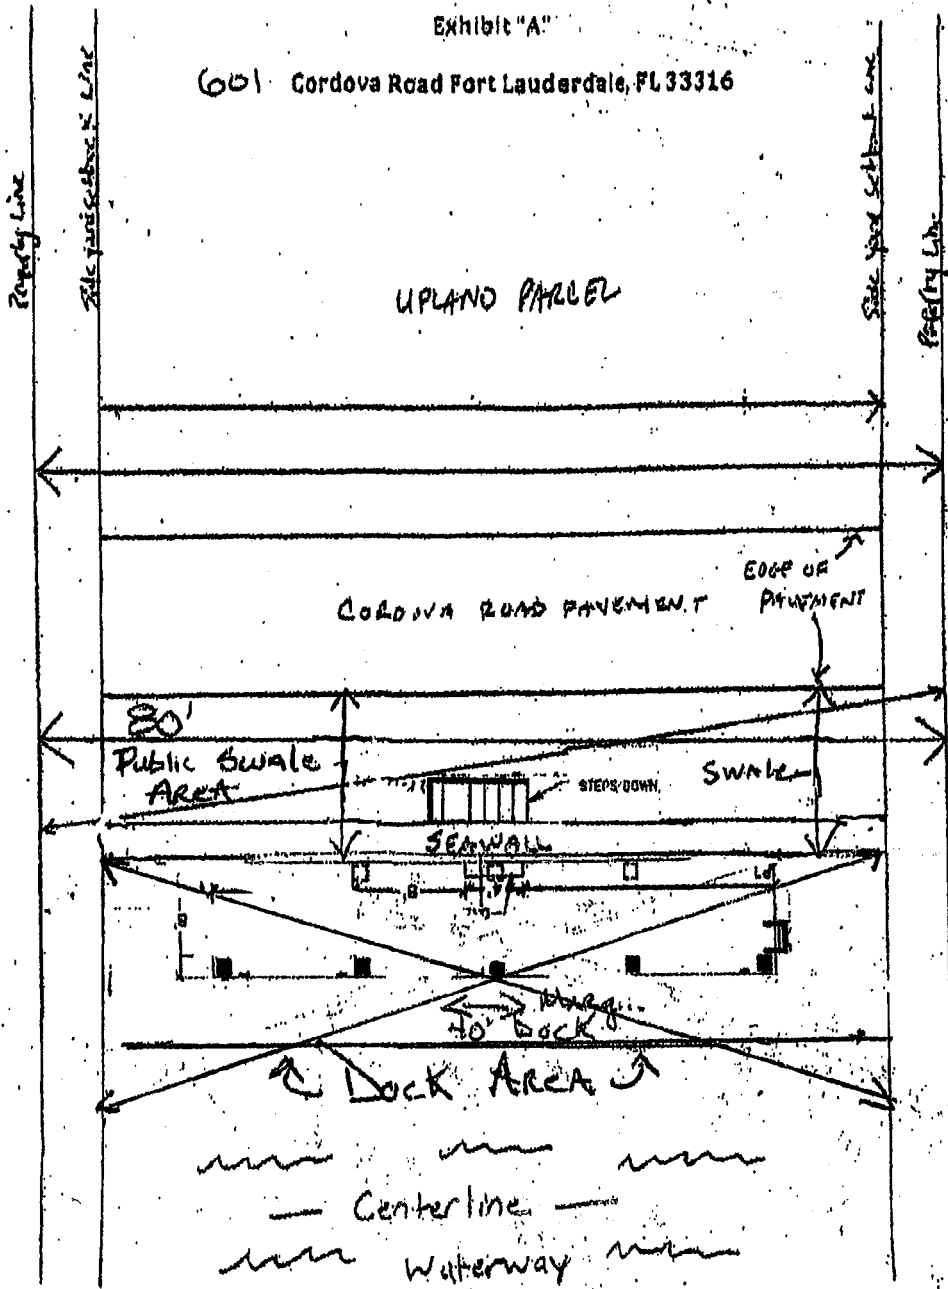 Exhibit "A"
601 Cordova Road Fort Lauderdale, FL 33316
Property Line
Side yard setback Line
Side yard setback Line
Property Line
UPLAND PARCEL
EDGE OF
PAVEMENT
CORDOVA ROAD PAVEMENT
80'
Public Swale
AREA
SWALE
STEPS DOWN
SEAWALL
8'
8
40' Dock
DOCK AREA
Centerline
Waterway